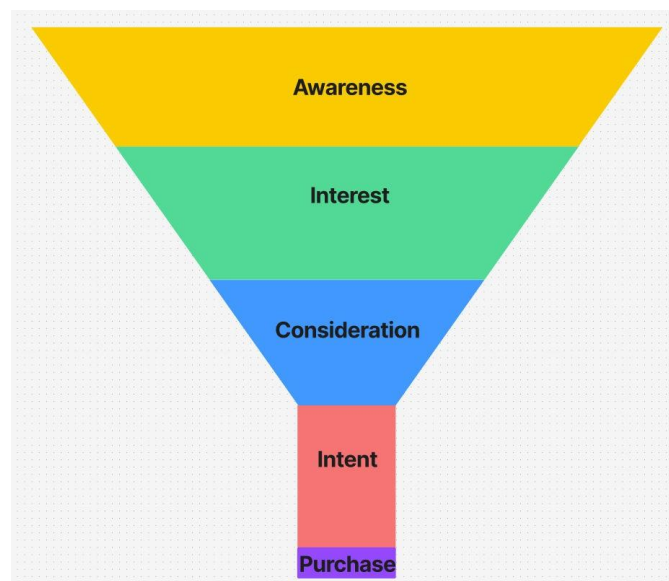 Awareness
Interest
Consideration
Intent
Purchase